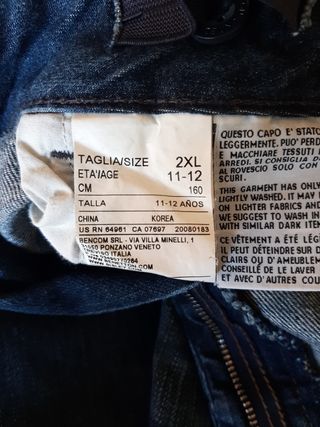 TAGLIA/SIZE 2XL
ETA'/AGE 11-12
CM 160
TALLA 11-12 AÑOS
CHINA KOREA
US RN 64961 CA 07697 20080183
BENCOM SRL - VIA VILLA MINELLI, 1
PONZANO VENETO
ITALIA
QUESTO CAPO E' STATO
LEGGERMENTE. PUO' PERD
E MACCHIARE TESSUTI
ARREDI. SI CONSIGLIA D
AL ROVESCIO SOLO CON
SCURI.
THIS GARMENT HAS ONLY
LIGHTLY WASHED. IT MAY
ON LIGHTER FABRICS AND
WE SUGGEST TO WASH IN
WITH SIMILAR DARK ITEM
CE VÊTEMENT A ÉTÉ LÉG
IL PEUT DÉTEINDRE SUR D
CLAIRS OU D'AMEUBLEM
CONSEILLÉ DE LE LAVER
ET AVEC D'AUTRES COU